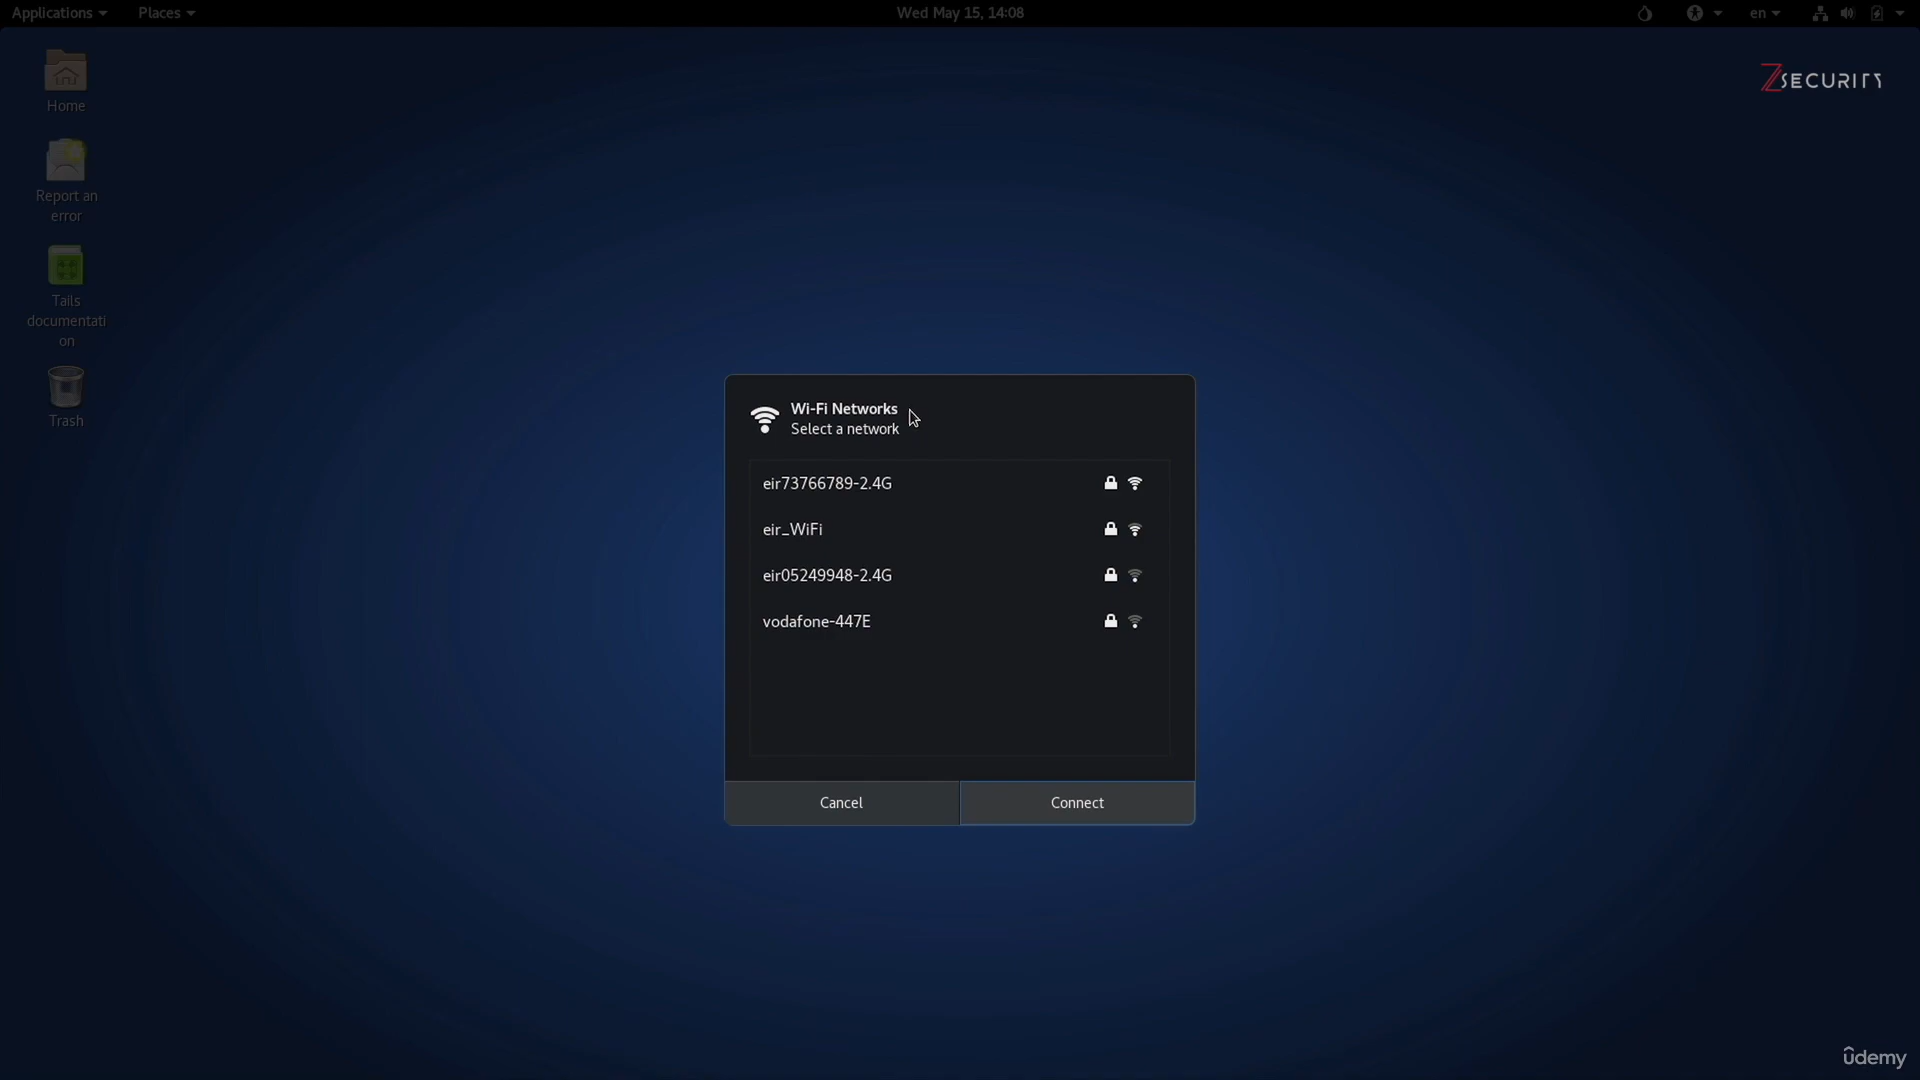 Applications
Places
Wed May 15, 14:08
en
ZSECURITY
Home
Report an
error
Tails
documentati
on
Trash
Wi-Fi Networks
Select a network
eir73766789-2.4G
eir_WiFi
eir05249948-2.4G
vodafone-447E
Cancel
Connect
ûdemy